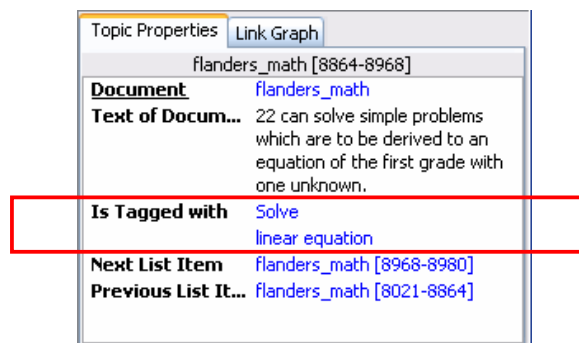 Topic Properties Link Graph
flanders_math [8864-8968]
Document flanders_math
Text of Docum... 22 can solve simple problems
which are to be derived to an
equation of the first grade with
one unknown.
Is Tagged with Solve
linear equation
Next List Item flanders_math [8968-8980]
Previous List It... flanders_math [8021-8864]